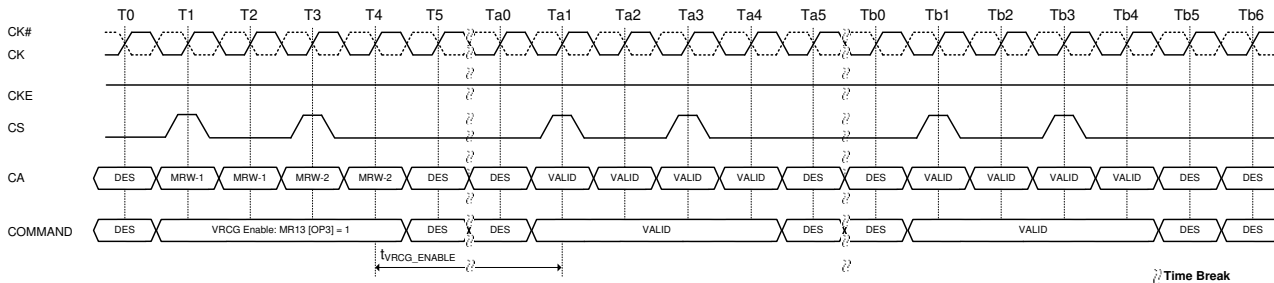 T0 T1 T2 T3 T4 T5 Ta0 Ta1 Ta2 Ta3 Ta4 Ta5 Tb0 Tb1 Tb2 Tb3 Tb4 Tb5 Tb6
CK#
CK
CKE
CS
CA DES MRW-1 MRW-1 MRW-2 MRW-2 DES DES VALID VALID VALID VALID DES DES VALID VALID VALID VALID DES DES
COMMAND DES VRCG Enable: MR13 [OP3] = 1 DES DES VALID DES DES VALID DES DES
tVRCG_ENABLE
Time Break